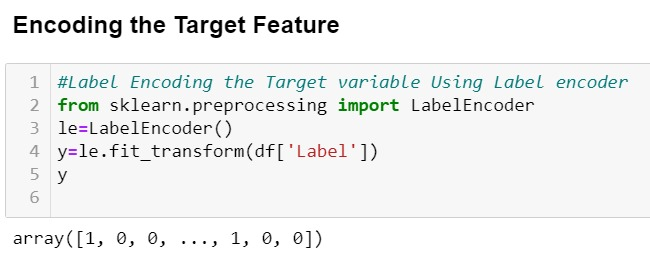 Encoding the Target Feature
1 #Label Encoding the Target variable Using Label encoder
2 from sklearn.preprocessing import LabelEncoder
3 le=LabelEncoder()
4 y=le.fit_transform(df['Label'])
5 y
6
array([1, 0, 0, ..., 1, 0, 0])